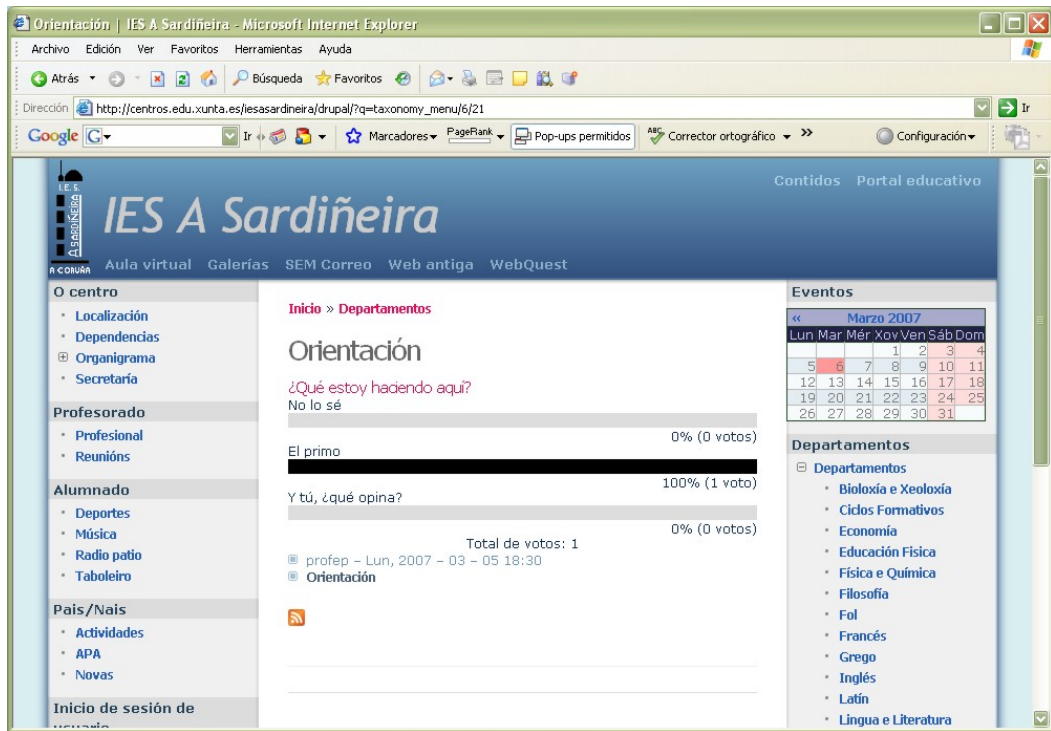 Orientación | IES A Sardiñeira - Microsoft Internet Explorer
Archivo Edición Ver Favoritos Herramientas Ayuda
Atrás Búsqueda Favoritos
Dirección http://centros.edu.xunta.es/iesasardineira/drupal/?q=taxonomy_menu/6/21 Ir
Google G Ir Marcadores PageRank Pop-ups permitidos ABC Corrector ortográfico » Configuración
I.E.S.
A SARDIÑEIRA
A CORUÑA
IES A Sardiñeira
Contidos Portal educativo
Aula virtual Galerías SEM Correo Web antiga WebQuest
O centro
Localización
Dependencias
Organigrama
Secretaría
Profesorado
Profesional
Reunións
Alumnado
Deportes
Música
Radio patio
Taboleiro
Pais/Nais
Actividades
APA
Novas
Inicio de sesión de
usuario
Inicio » Departamentos
Orientación
¿Qué estoy haciendo aquí?
No lo sé
0% (0 votos)
El primo
100% (1 voto)
Y tú, ¿qué opina?
0% (0 votos)
Total de votos: 1
profep – Lun, 2007 – 03 – 05 18:30
Orientación
Eventos
« Marzo 2007
Lun Mar Mér Xov Ven Sáb Dom
1 2 3 4
5 6 7 8 9 10 11
12 13 14 15 16 17 18
19 20 21 22 23 24 25
26 27 28 29 30 31
Departamentos
Departamentos
Bioloxía e Xeoloxía
Ciclos Formativos
Economía
Educación Fisica
Física e Química
Filosofía
Fol
Francés
Grego
Inglés
Latín
Lingua e Literatura